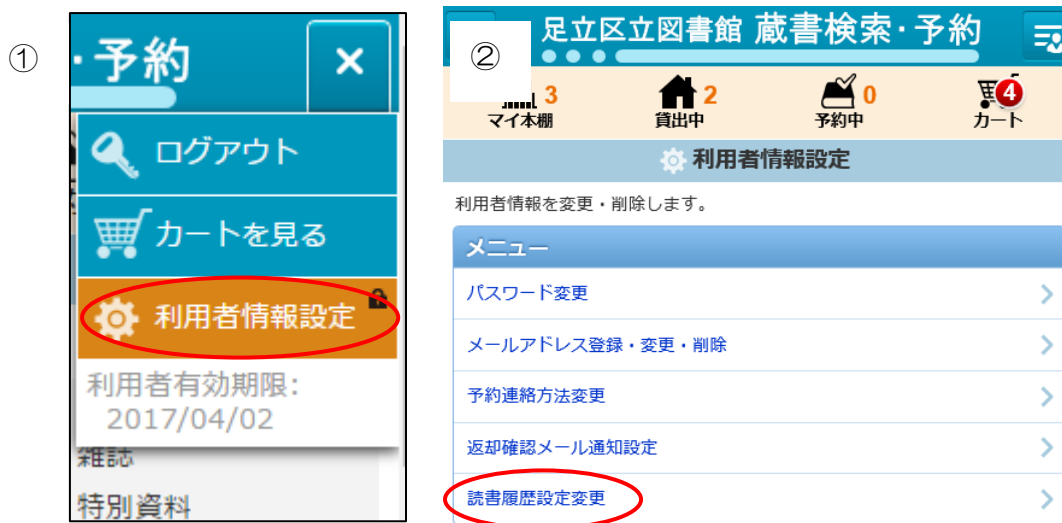 ①
・予約
×
ログアウト
カートを見る
利用者情報設定
利用者有効期限:
2017/04/02
雑誌
特別資料
②
足立区立図書館 蔵書検索・予約
3
マイ本棚
2
貸出中
0
予約中
4
カート
利用者情報設定
利用者情報を変更・削除します。
メニュー
パスワード変更
メールアドレス登録・変更・削除
予約連絡方法変更
返却確認メール通知設定
読書履歴設定変更